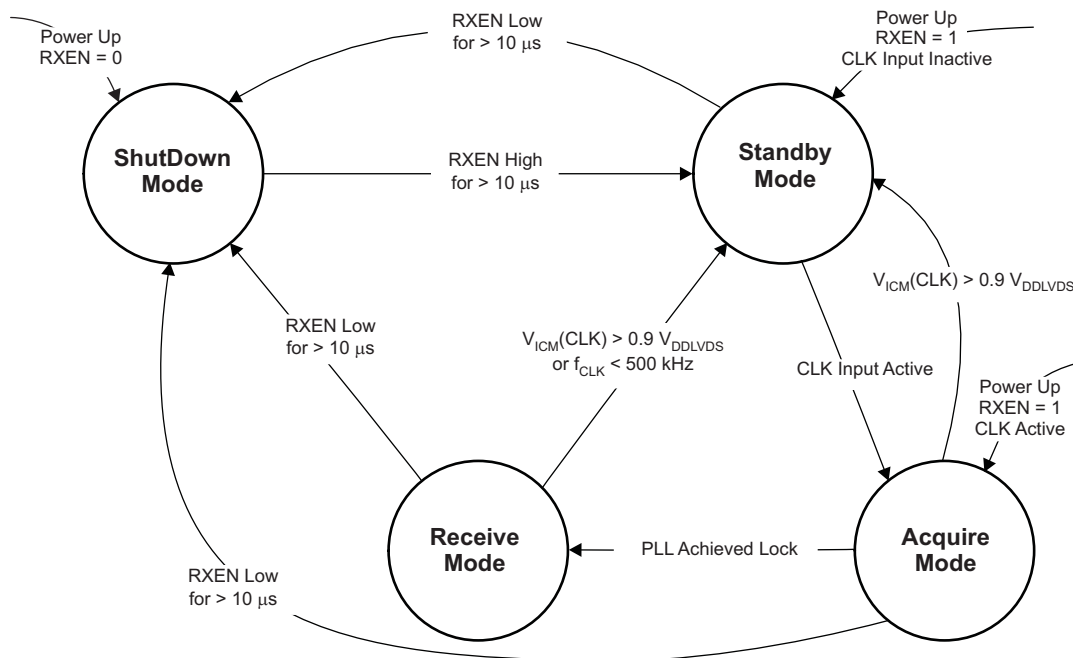 Power Up
RXEN = 0
RXEN Low
for > 10 μs
Power Up
RXEN = 1
CLK Input Inactive
ShutDown
Mode
RXEN High
for > 10 μs
Standby
Mode
RXEN Low
for > 10 μs
V_ICM(CLK) > 0.9 V_DDLVDS
or f_CLK < 500 kHz
V_ICM(CLK) > 0.9 V_DDLVDS
CLK Input Active
Power Up
RXEN = 1
CLK Active
Receive
Mode
PLL Achieved Lock
Acquire
Mode
RXEN Low
for > 10 μs